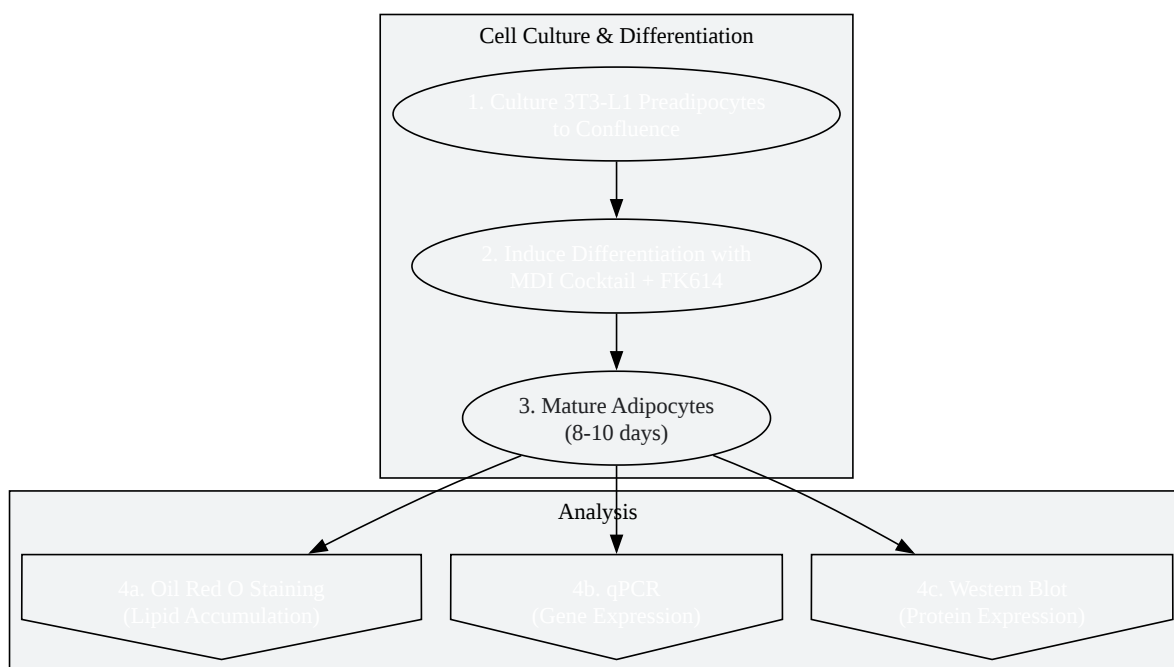 Cell Culture & Differentiation
1. Culture 3T3-L1 Preadipocytes
to Confluence
2. Induce Differentiation with
MDI Cocktail + FK614
3. Mature Adipocytes
(8-10 days)
Analysis
4a. Oil Red O Staining
(Lipid Accumulation)
4b. qPCR
(Gene Expression)
4c. Western Blot
(Protein Expression)